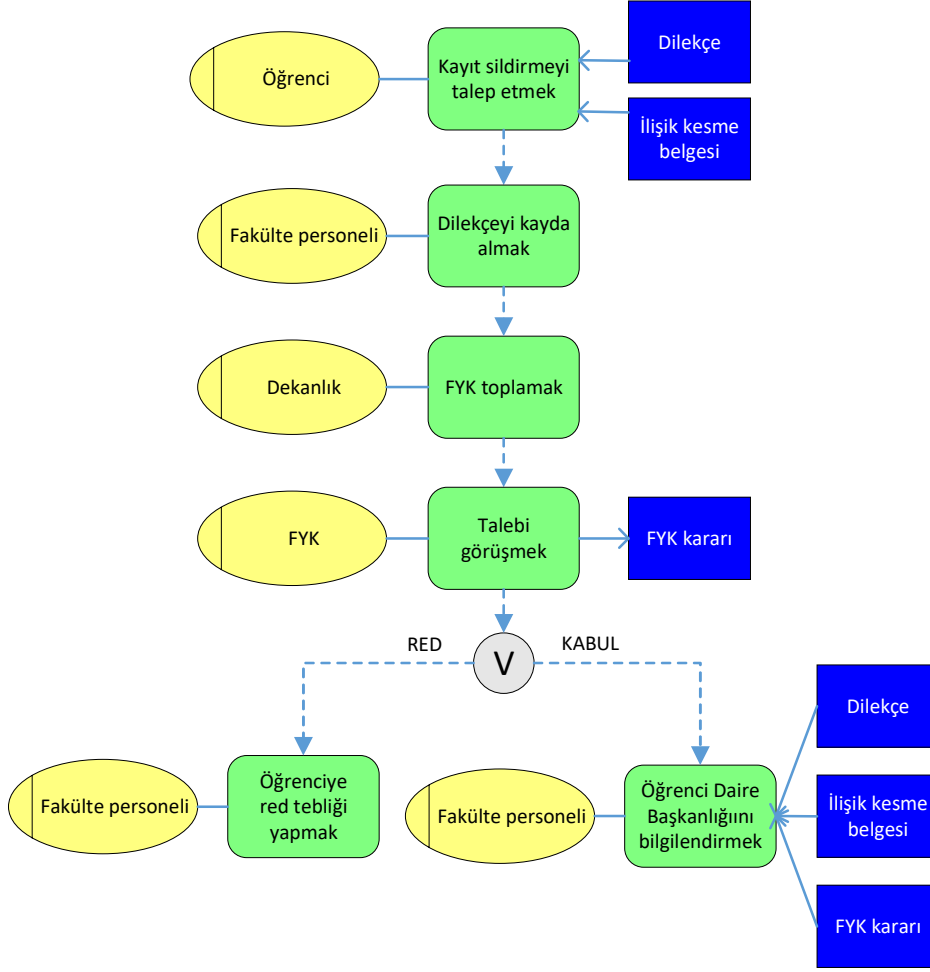 Öğrenci
Kayıt sildirmeyi
talep etmek
Dilekçe
İlişik kesme
belgesi
Fakülte personeli
Dilekçeyi kayda
almak
Dekanlık
FYK toplamak
FYK
Talebi
görüşmek
FYK kararı
RED
V
KABUL
Fakülte personeli
Öğrenciye
red tebliği
yapmak
Fakülte personeli
Öğrenci Daire
Başkanlığıını
bilgilendirmek
Dilekçe
İlişik kesme
belgesi
FYK kararı